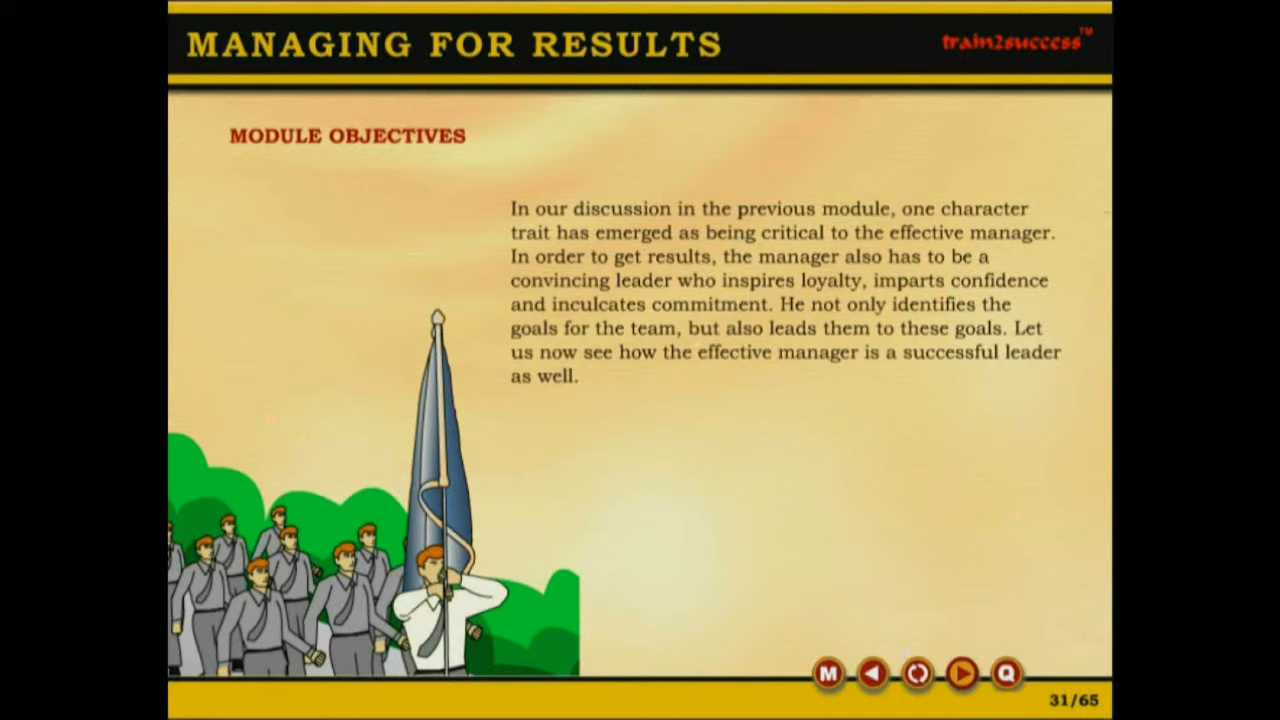 MANAGING FOR RESULTS
train2success™
MODULE OBJECTIVES
In our discussion in the previous module, one character
trait has emerged as being critical to the effective manager.
In order to get results, the manager also has to be a
convincing leader who inspires loyalty, imparts confidence
and inculcates commitment. He not only identifies the
goals for the team, but also leads them to these goals. Let
us now see how the effective manager is a successful leader
as well.
M
Q
31/65